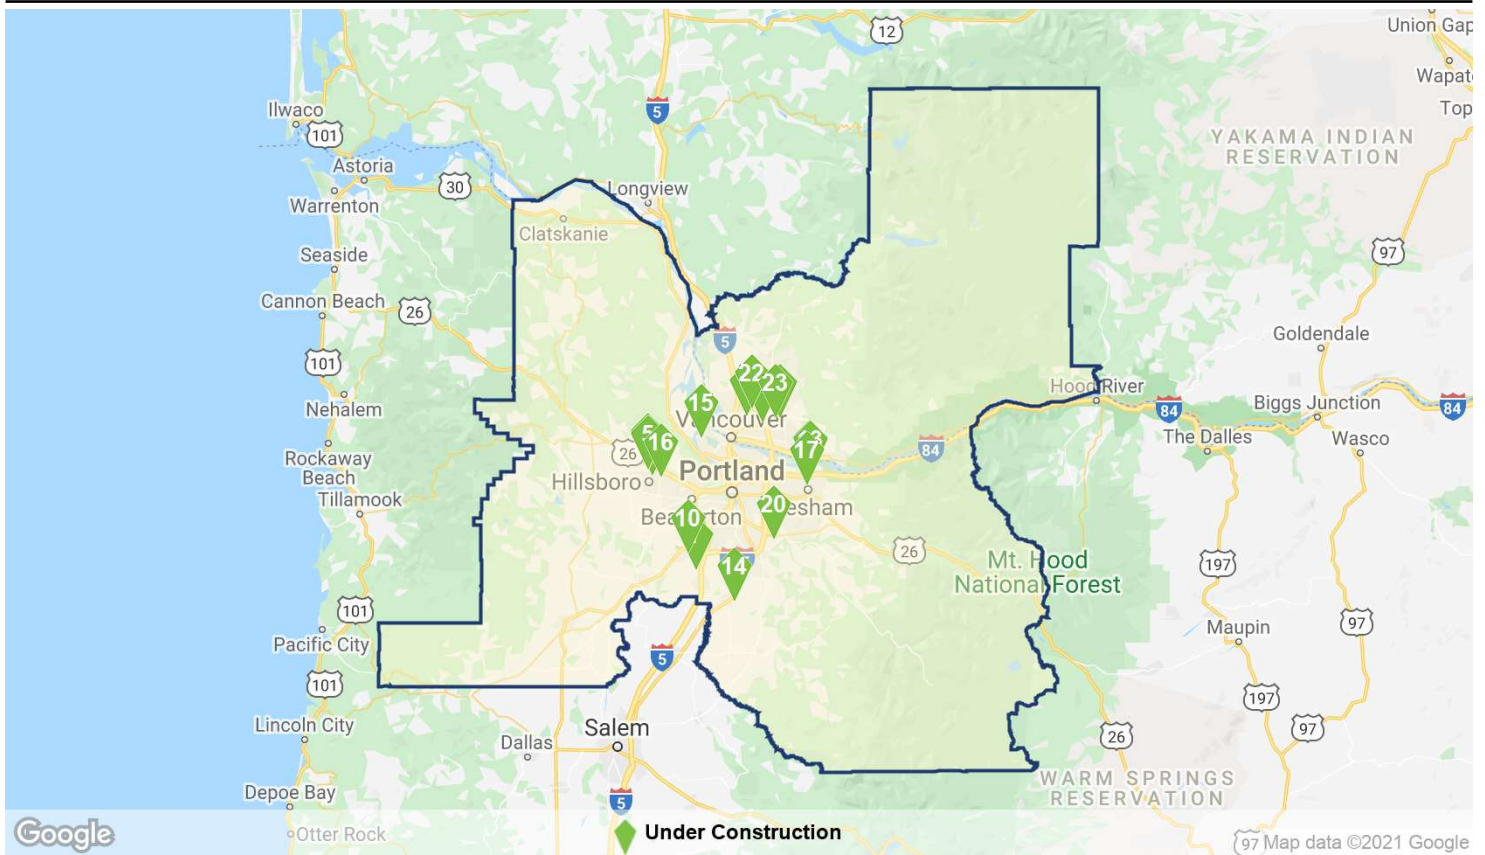 12
Union Gap
Wapat
Top
Ilwaco
101
5
YAKAMA INDIAN
RESERVATION
Astoria
30
Longview
Warrenton
Clatskanie
Seaside
97
Cannon Beach
26
5
Goldendale
101
22
23
Hood River
Nehalem
15
84
Biggs Junction
84
Vancouver
The Dalles
Wasco
5
16
26
17
84
Rockaway
Beach
Portland
Hillsboro
Tillamook
10
20
esham
26
14
Mt. Hood
National Forest
197
101
97
Maupin
Pacific City
5
101
197
Lincoln City
Salem
97
Dallas
26
WARM SPRINGS
RESERVATION
Depoe Bay
5
Google
Otter Rock
Under Construction
97
Map data ©2021 Google